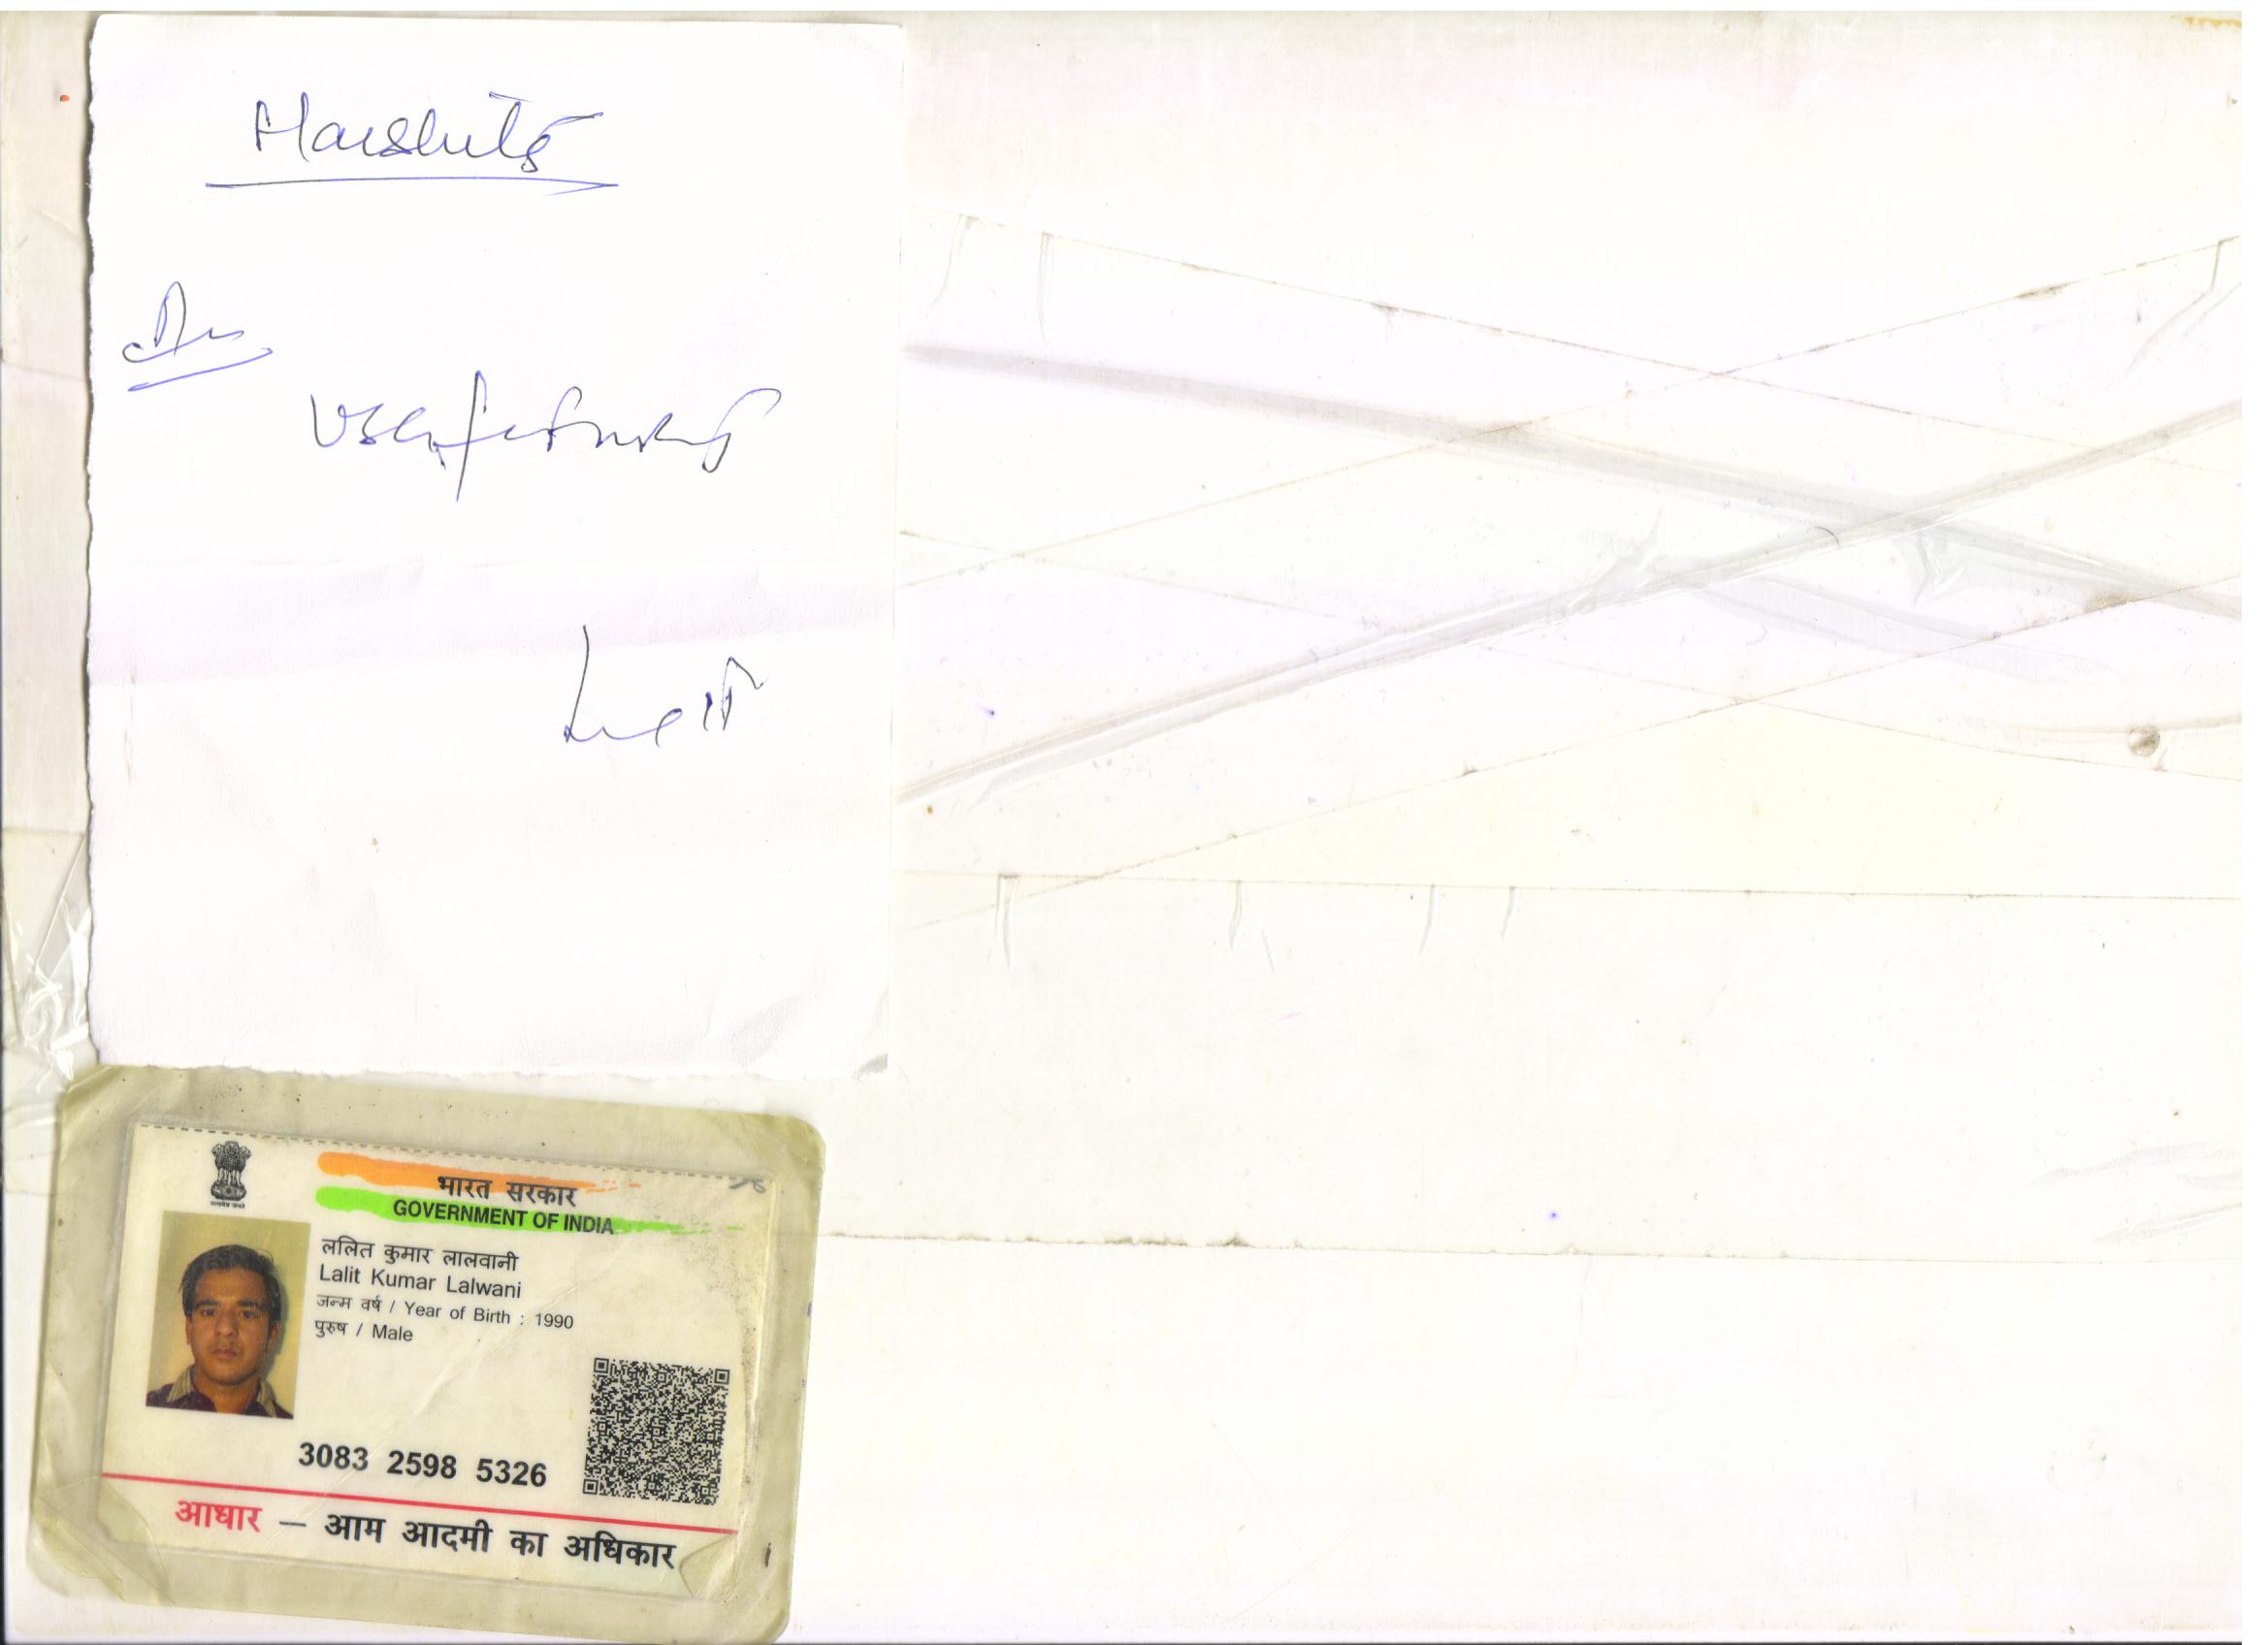 Harshits
भारत सरकार
GOVERNMENT OF INDIA
ललित कुमार लालवानी
Lalit Kumar Lalwani
जन्म वर्ष / Year of Birth : 1990
पुरुष / Male
3083 2598 5326
आधार – आम आदमी का अधिकार